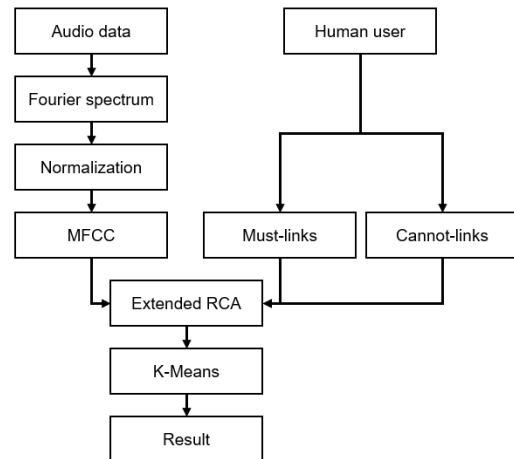 Audio data
Human user
Fourier spectrum
Normalization
MFCC
Must-links
Cannot-links
Extended RCA
K-Means
Result